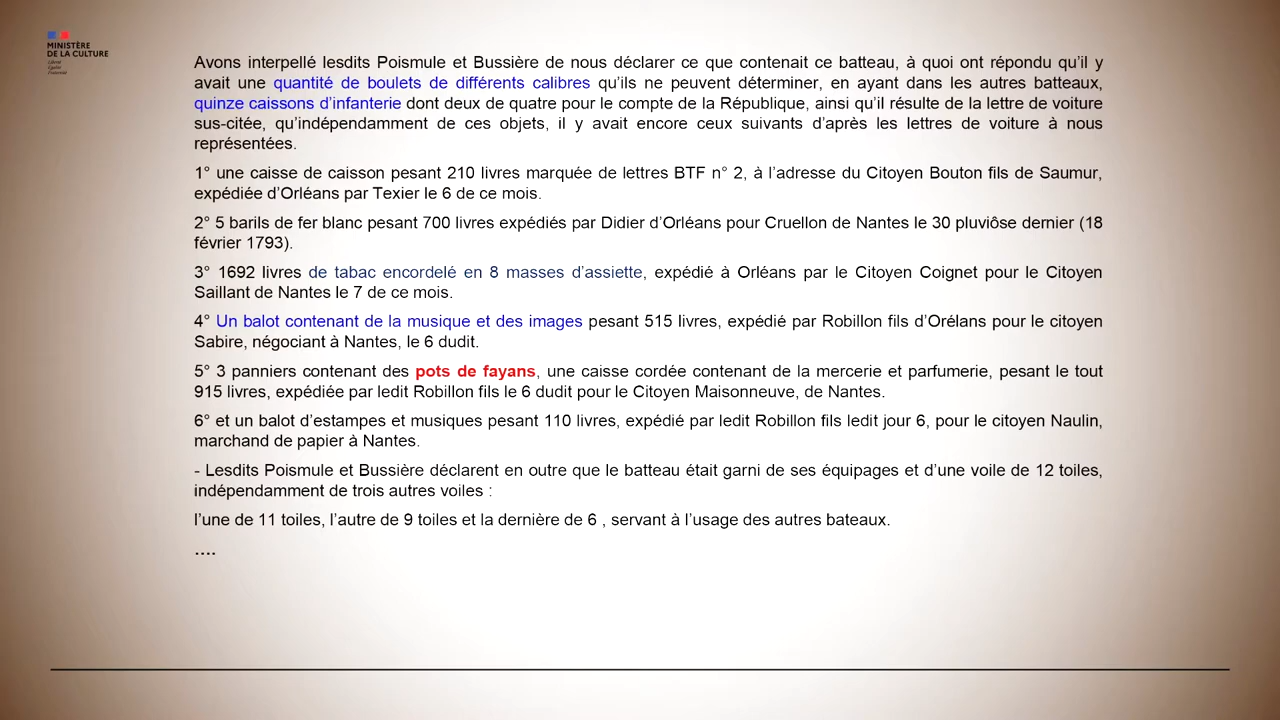 MINISTÈRE
DE LA CULTURE
Liberté
Égalité
Fraternité
Avons interpellé lesdits Poismule et Bussière de nous déclarer ce que contenait ce batteau, à quoi ont répondu qu’il y
avait une quantité de boulets de différents calibres qu’ils ne peuvent déterminer, en ayant dans les autres batteaux,
quinze caissons d’infanterie dont deux de quatre pour le compte de la République, ainsi qu’il résulte de la lettre de voiture
sus-citée, qu’indépendamment de ces objets, il y avait encore ceux suivants d’après les lettres de voiture à nous
représentées.
1° une caisse de caisson pesant 210 livres marquée de lettres BTF n° 2, à l’adresse du Citoyen Bouton fils de Saumur,
expédiée d’Orléans par Texier le 6 de ce mois.
2° 5 barils de fer blanc pesant 700 livres expédiés par Didier d’Orléans pour Cruellon de Nantes le 30 pluviôse dernier (18
février 1793).
3° 1692 livres de tabac encordelé en 8 masses d’assiette, expédié à Orléans par le Citoyen Coignet pour le Citoyen
Saillant de Nantes le 7 de ce mois.
4° Un balot contenant de la musique et des images pesant 515 livres, expédié par Robillon fils d’Orélans pour le citoyen
Sabire, négociant à Nantes, le 6 dudit.
5° 3 panniers contenant des pots de fayans, une caisse cordée contenant de la mercerie et parfumerie, pesant le tout
915 livres, expédiée par ledit Robillon fils le 6 dudit pour le Citoyen Maisonneuve, de Nantes.
6° et un balot d’estampes et musiques pesant 110 livres, expédié par ledit Robillon fils ledit jour 6, pour le citoyen Naulin,
marchand de papier à Nantes.
- Lesdits Poismule et Bussière déclarent en outre que le batteau était garni de ses équipages et d’une voile de 12 toiles,
indépendamment de trois autres voiles :
l’une de 11 toiles, l’autre de 9 toiles et la dernière de 6 , servant à l’usage des autres bateaux.
….